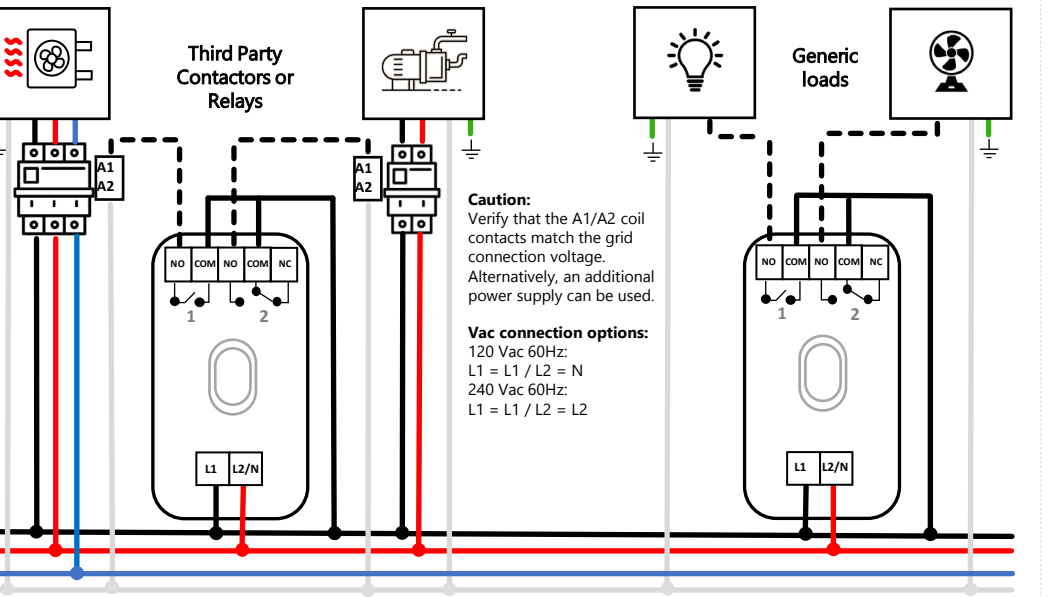 Third Party
Contactors or
Relays
Generic
loads
A1
A2
A1
A2
Caution:
Verify that the A1/A2 coil
contacts match the grid
connection voltage.
Alternatively, an additional
power supply can be used.
Vac connection options:
120 Vac 60Hz:
L1 = L1 / L2 = N
240 Vac 60Hz:
L1 = L1 / L2 = L2
NO COM NO COM NC
1 2
L1 L2/N
NO COM NO COM NC
1 2
L1 L2/N